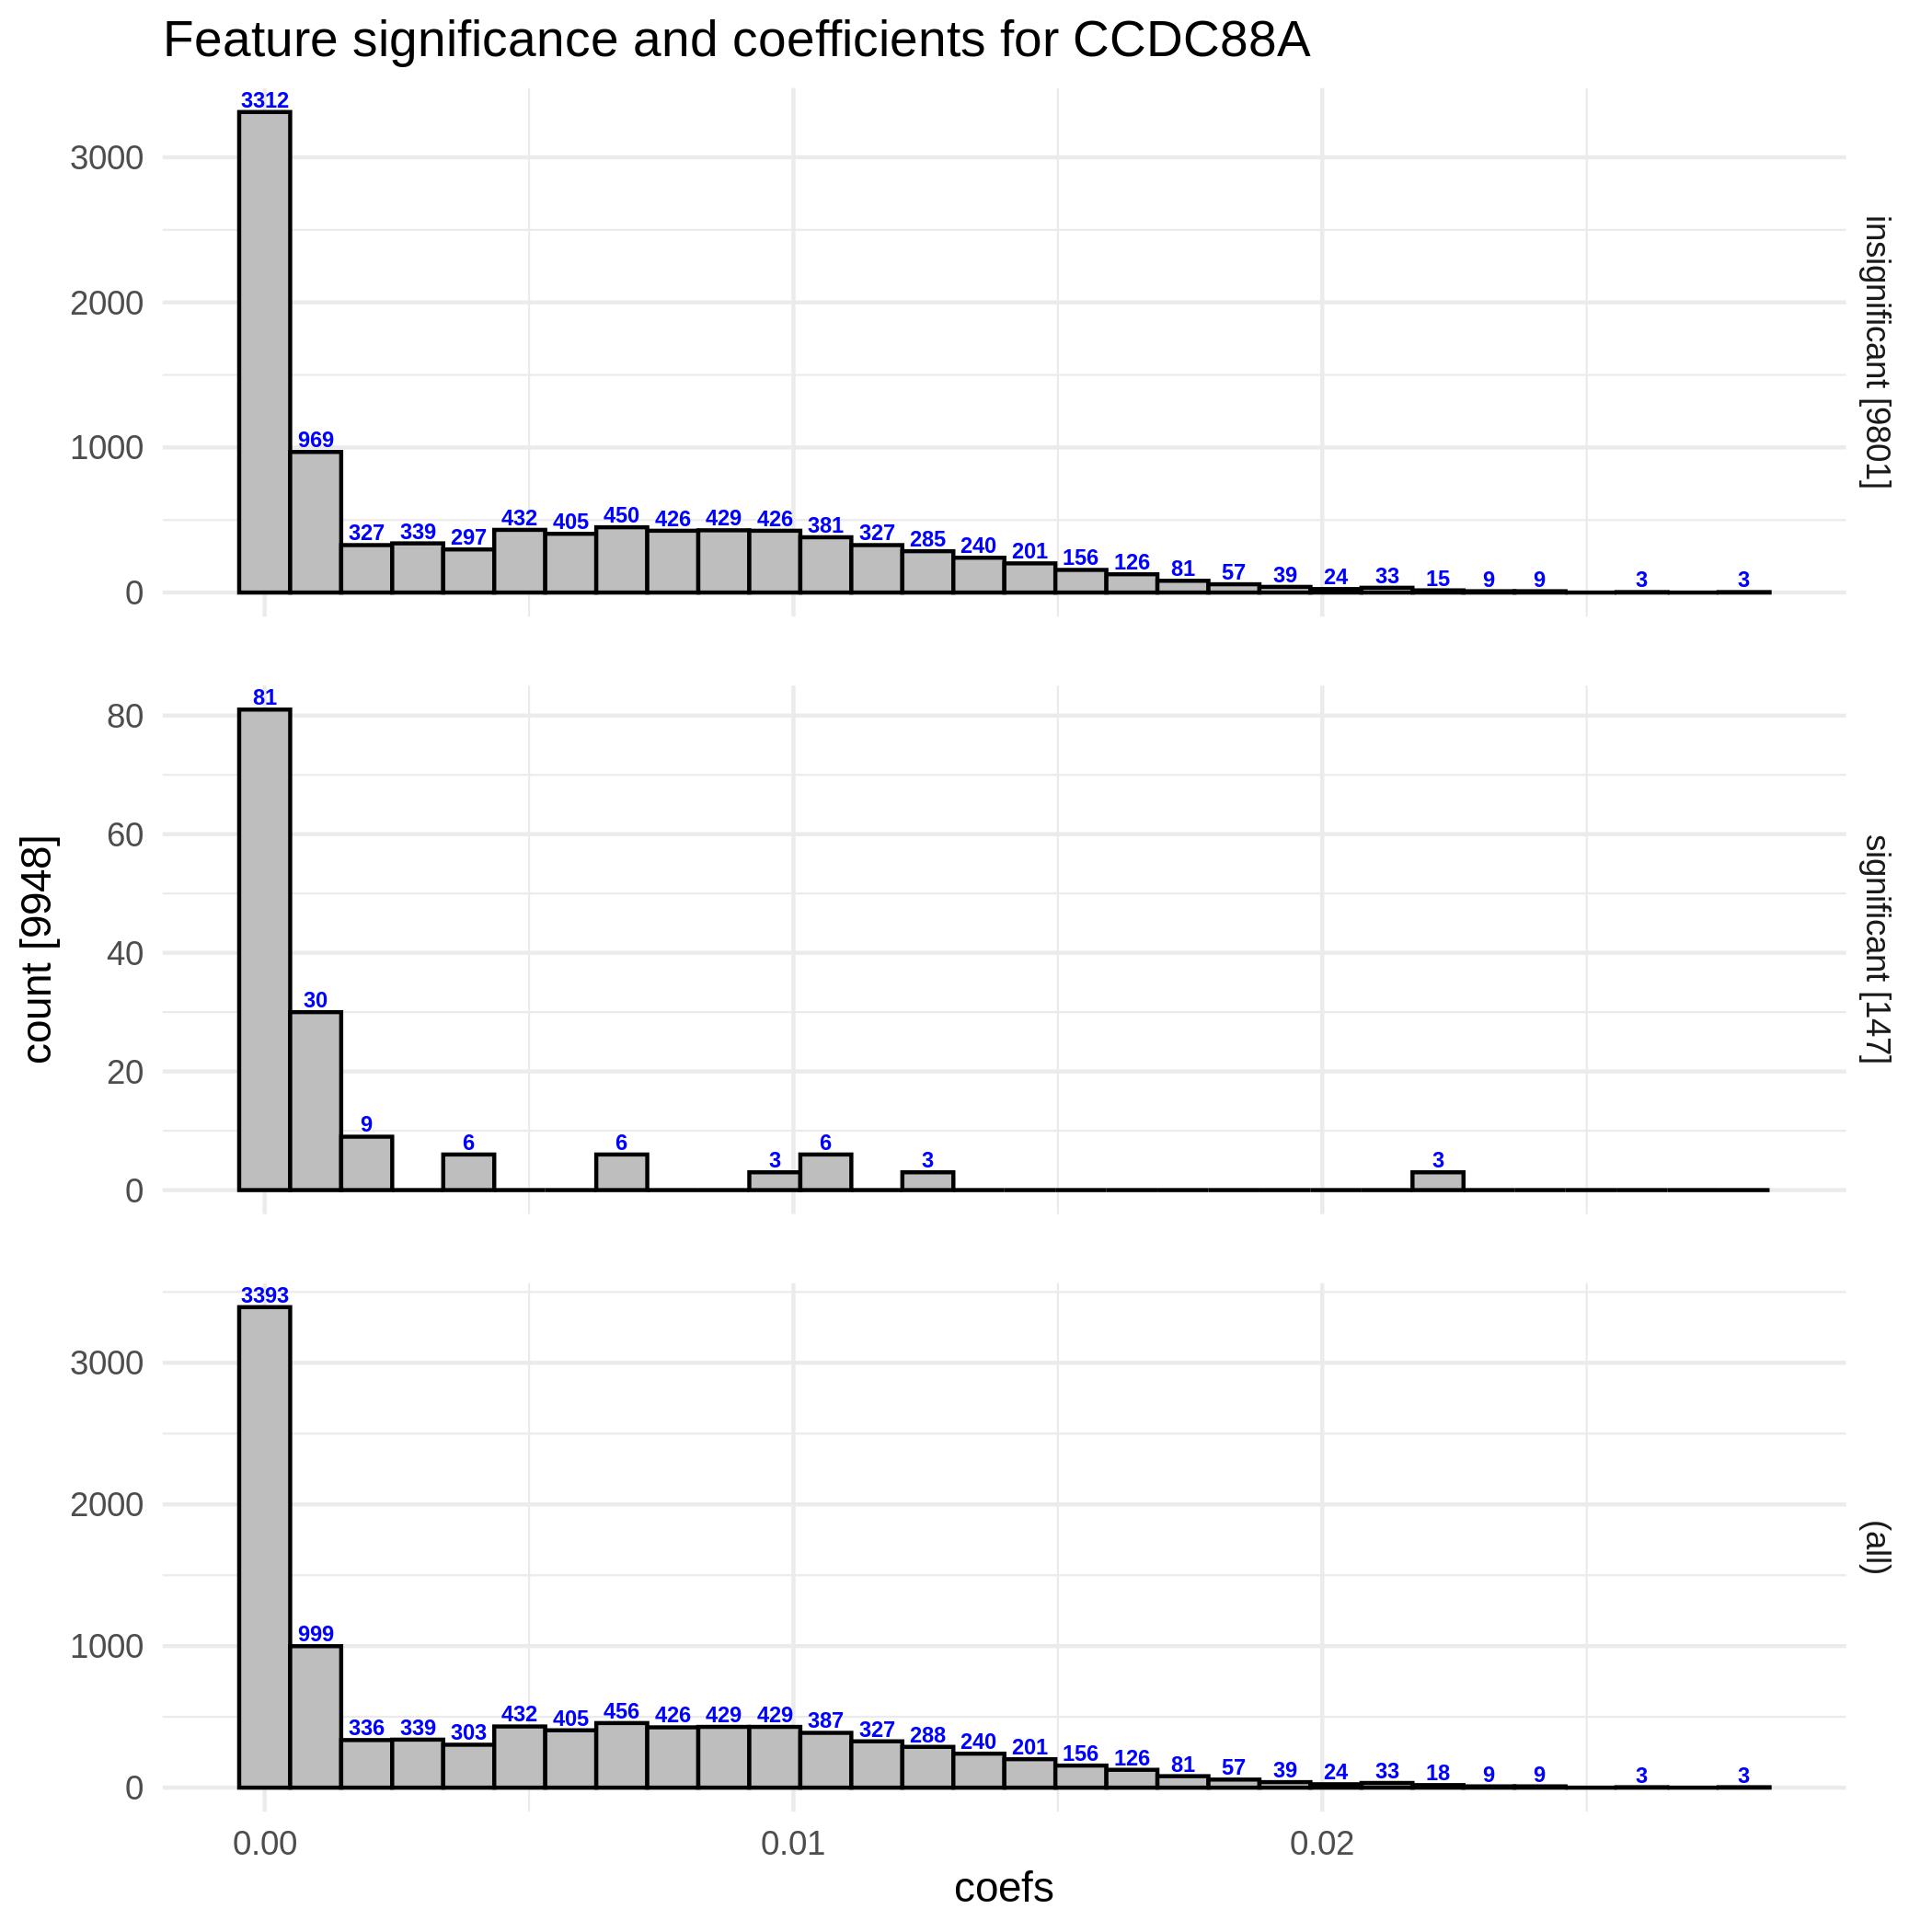 Feature significance and coefficients for CCDC88A
3312
3000
2000
1000
969
327 339 297 432 405 450 426 429 426 381 327 285 240 201 156 126 81 57 39 24 33 15 9 9 3 3
0
insignificant [9801]
81
80
60
40
30
20
9 6 6 3 6 3 3
0
significant [147]
count [9948]
3393
3000
2000
1000
999
336 339 303 432 405 456 426 429 429 387 327 288 240 201 156 126 81 57 39 24 33 18 9 9 3 3
0
(all)
0.00 0.01 0.02
coefs